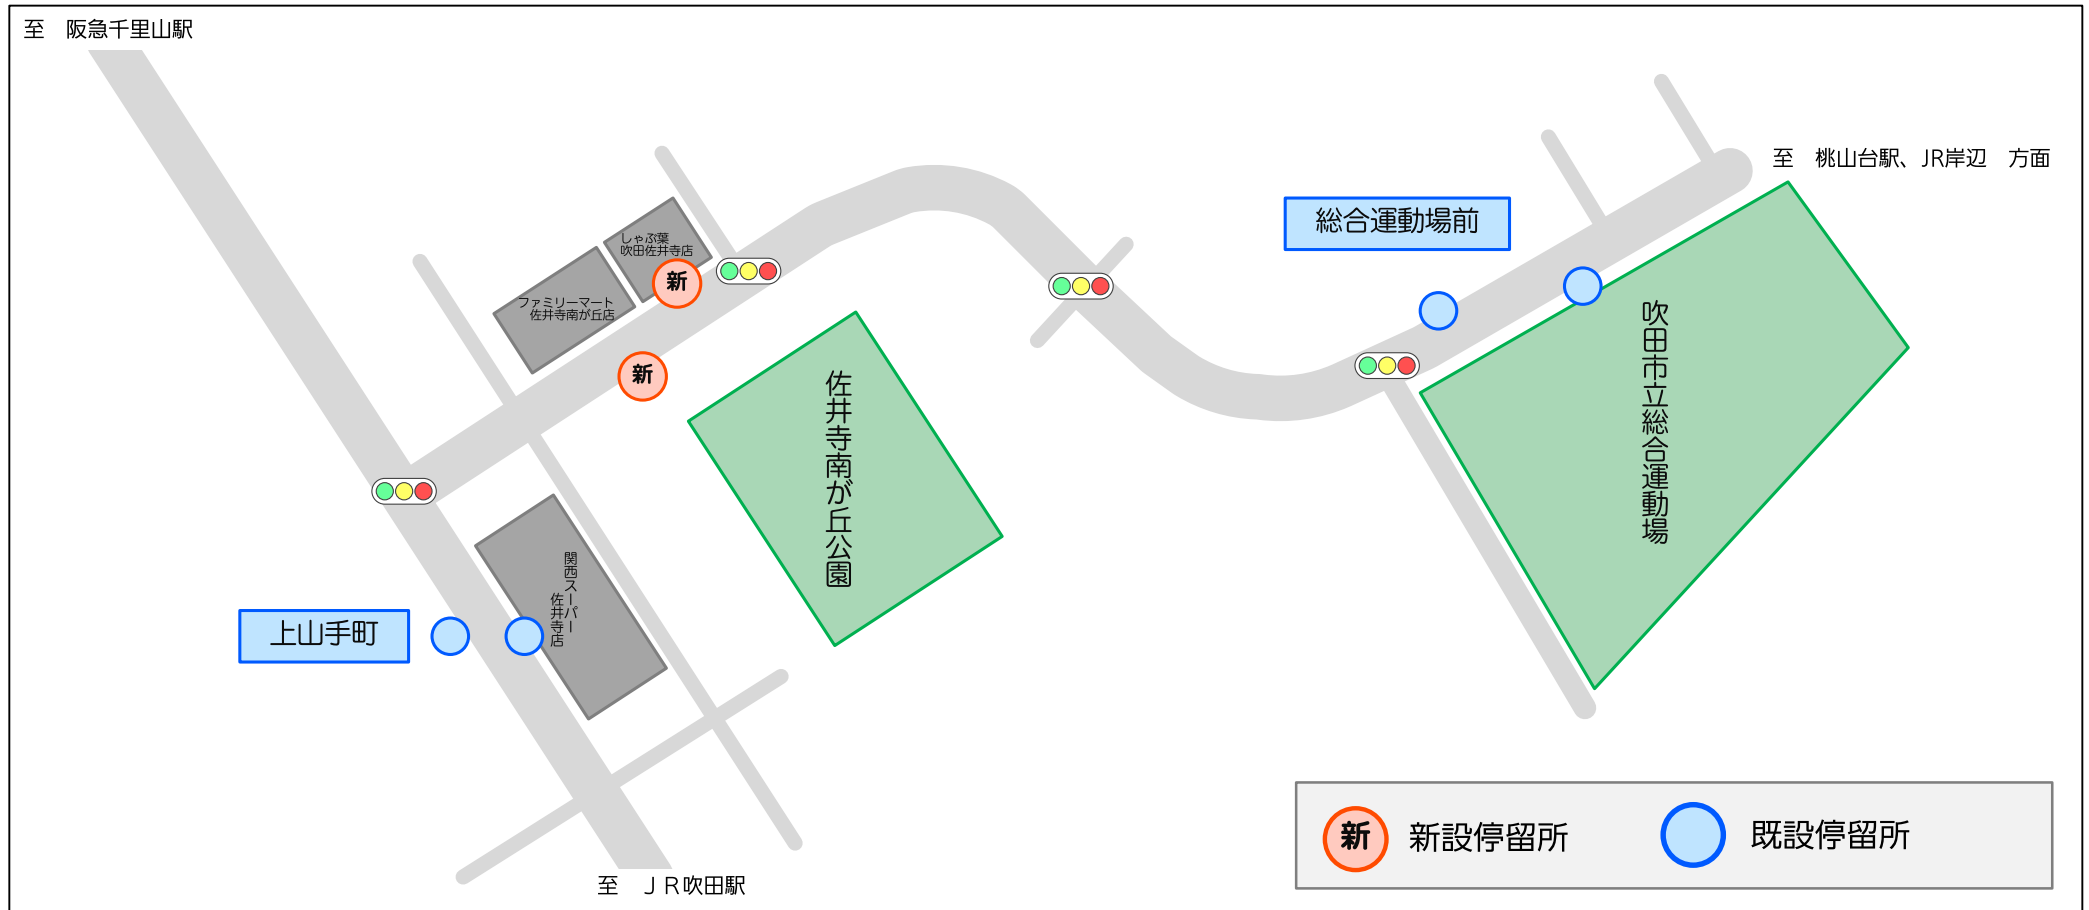 至　阪急千里山駅
至　桃山台駅、JR岸辺　方面
総合運動場前
しゃぶ葉
吹田佐井寺店
新
ファミリーマート
佐井寺南が丘店
新
佐井寺南が丘公園
吹田市立総合運動場
関西スーパー
佐井寺店
上山手町
至　ＪＲ吹田駅
新 新設停留所
既設停留所